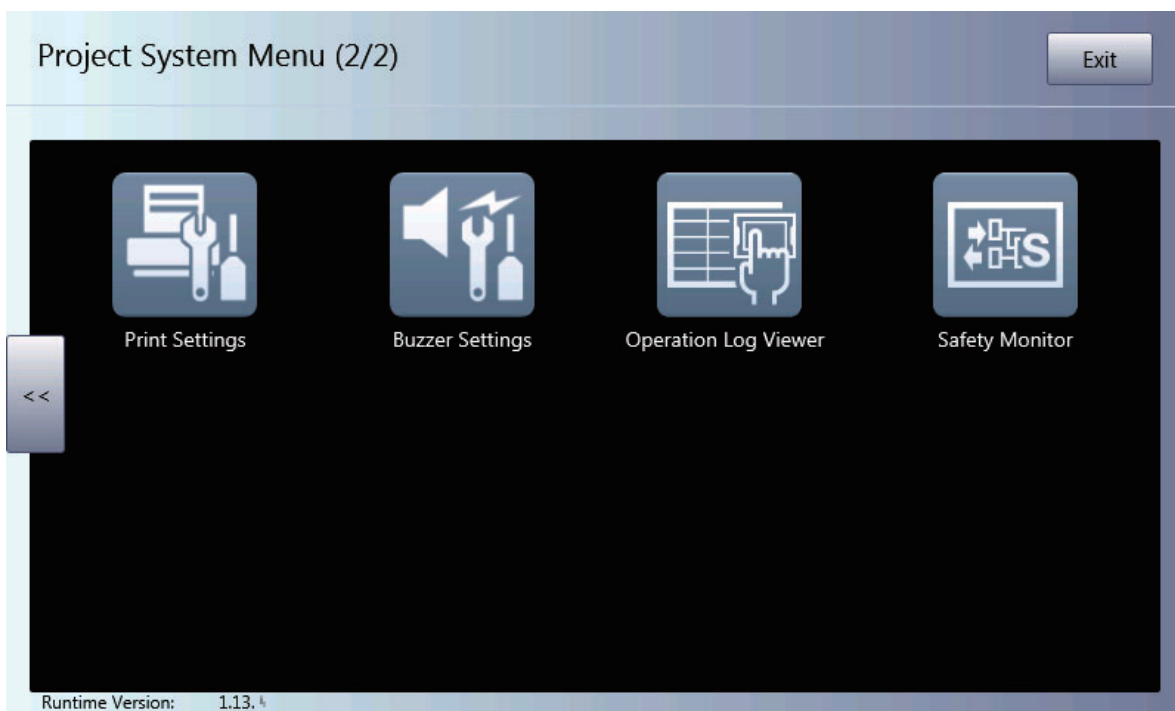 Project System Menu (2/2)
Exit
S
Print Settings
Buzzer Settings
Operation Log Viewer
Safety Monitor
<<
Runtime Version: 1.13.